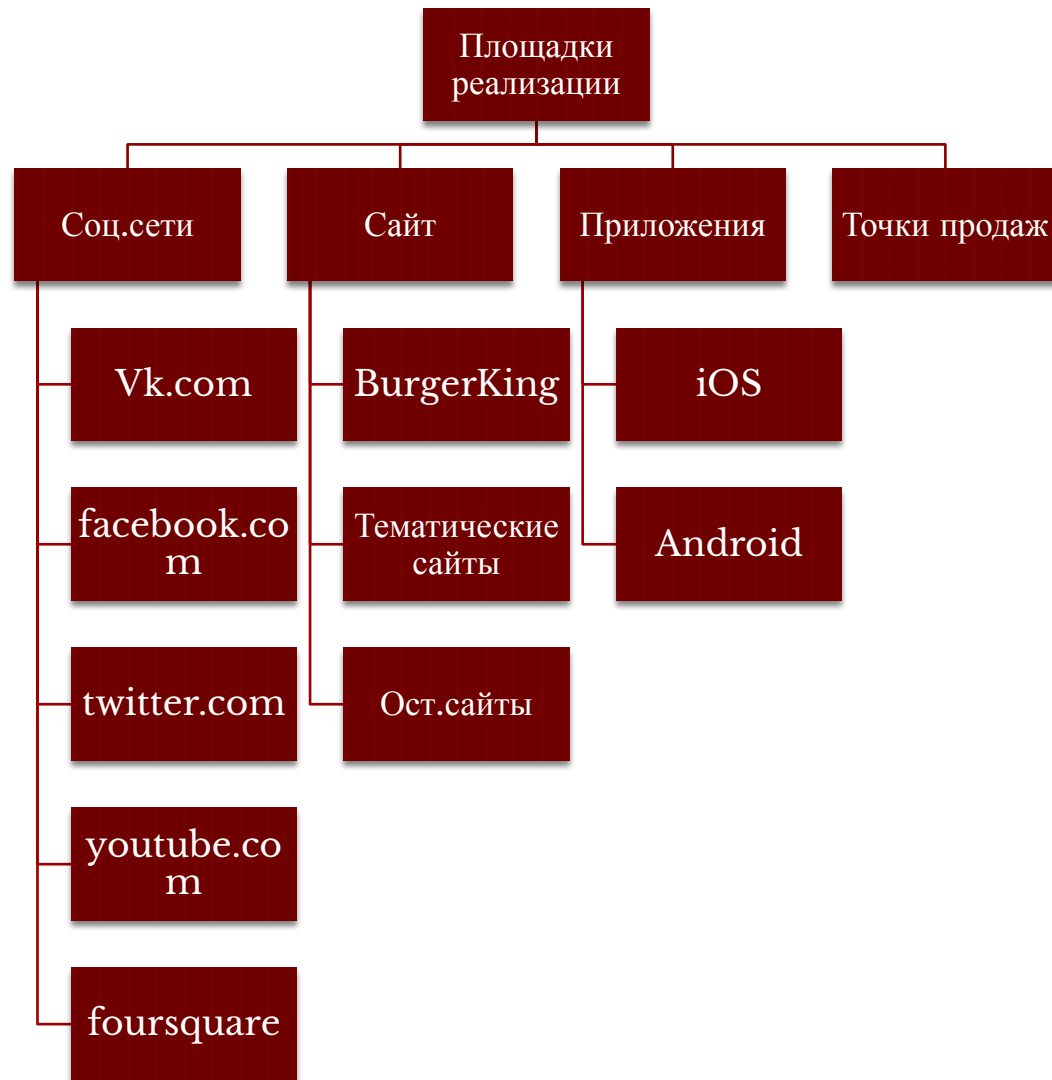 Площадки
реализации
Соц.сети
Сайт
Приложения
Точки продаж
Vk.com
BurgerKing
iOS
facebook.co
m
Тематические
сайты
Android
twitter.com
Ост.сайты
youtube.co
m
foursquare